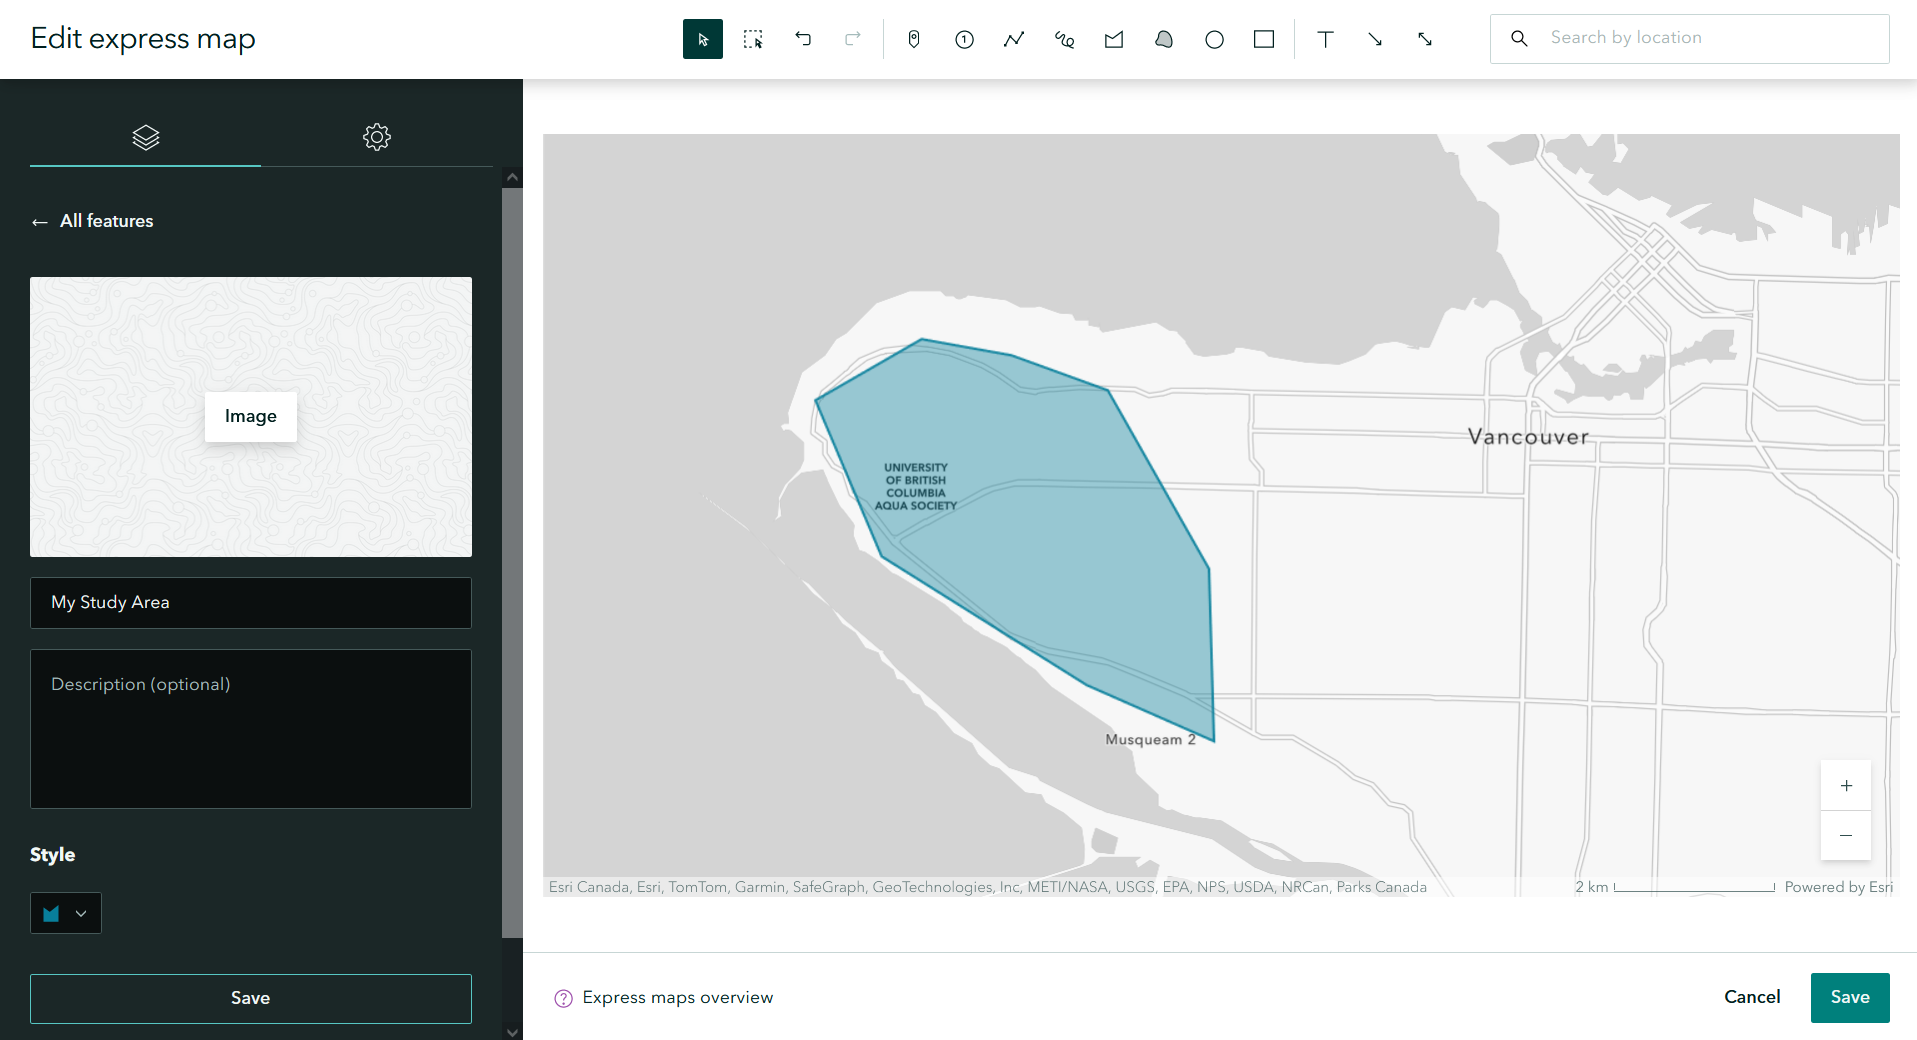 Edit express map
Search by location
All features
Image
My Study Area
Description (optional)
Style
Save
UNIVERSITY
OF BRITISH
COLUMBIA
AQUA SOCIETY
Vancouver
Musqueam 2
+
−
Esri Canada, Esri, TomTom, Garmin, SafeGraph, GeoTechnologies, Inc, METI/NASA, USGS, EPA, NPS, USDA, NRCan, Parks Canada
2 km
Powered by Esri
Express maps overview
Cancel
Save